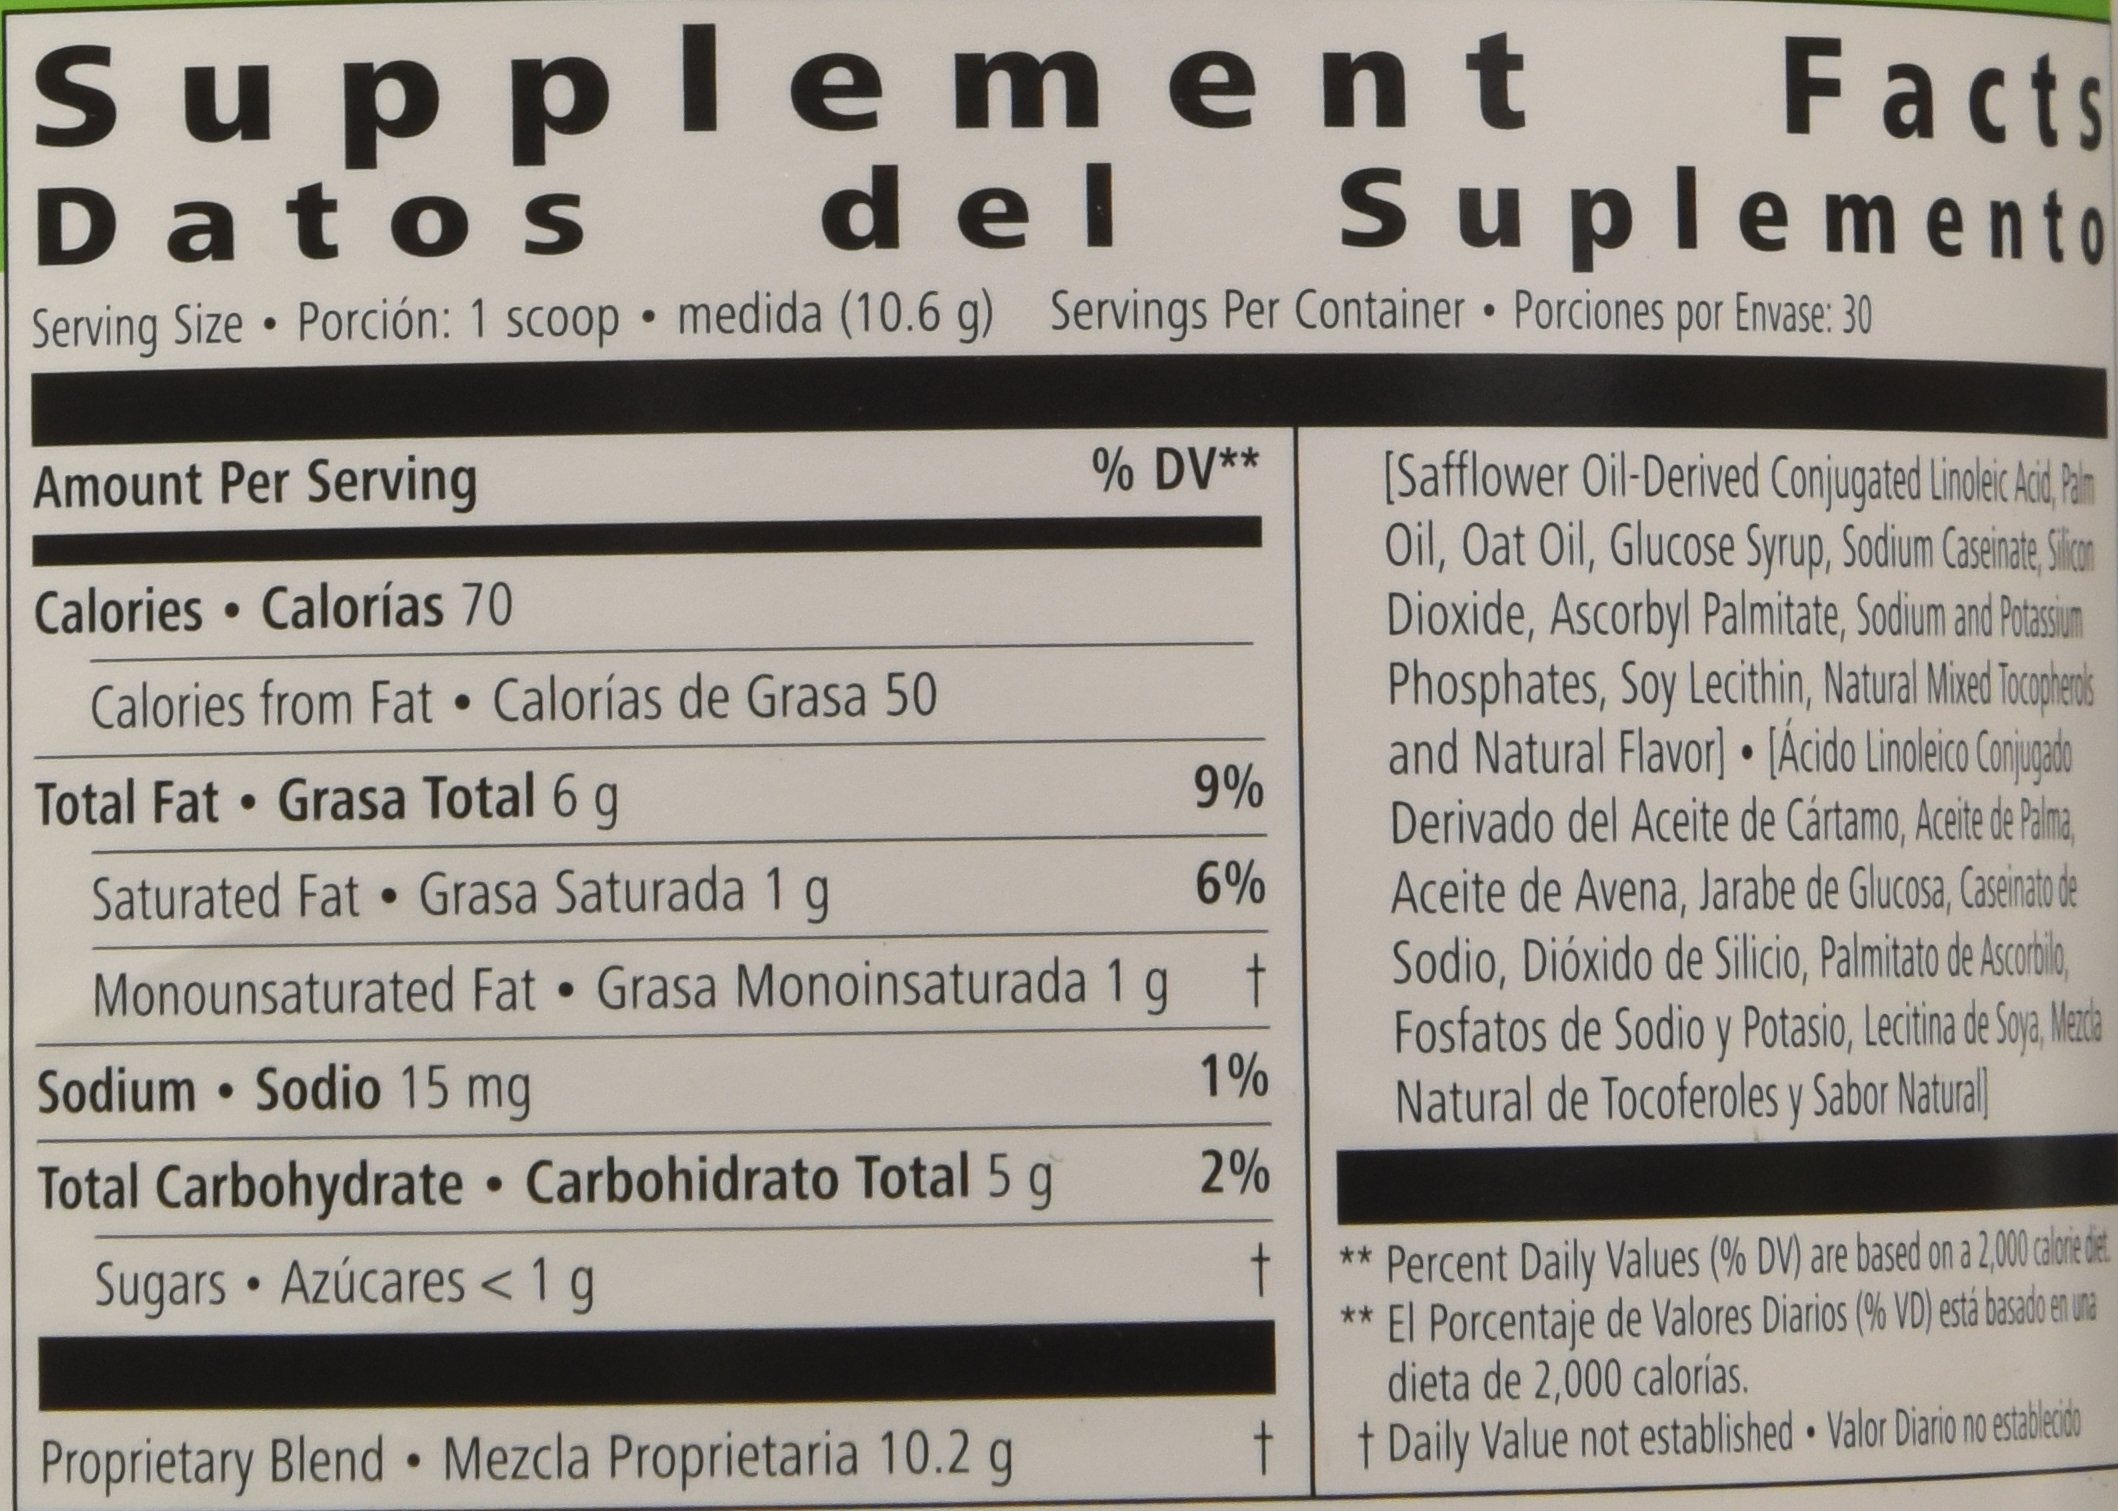 Supplement Facts
Datos del Suplemento
Serving Size • Porción: 1 scoop • medida (10.6 g) Servings Per Container • Porciones por Envase: 30
Amount Per Serving % DV**
Calories • Calorías 70
Calories from Fat • Calorías de Grasa 50
Total Fat • Grasa Total 6 g 9%
Saturated Fat • Grasa Saturada 1 g 6%
Monounsaturated Fat • Grasa Monoinsaturada 1 g †
Sodium • Sodio 15 mg 1%
Total Carbohydrate • Carbohidrato Total 5 g 2%
Sugars • Azúcares < 1 g †
Proprietary Blend • Mezcla Proprietaria 10.2 g †
[Safflower Oil-Derived Conjugated Linoleic Acid, Palm
Oil, Oat Oil, Glucose Syrup, Sodium Caseinate, Silicon
Dioxide, Ascorbyl Palmitate, Sodium and Potassium
Phosphates, Soy Lecithin, Natural Mixed Tocopherols
and Natural Flavor] • [Ácido Linoleico Conjugado
Derivado del Aceite de Cártamo, Aceite de Palma,
Aceite de Avena, Jarabe de Glucosa, Caseinato de
Sodio, Dióxido de Silicio, Palmitato de Ascorbilo,
Fosfatos de Sodio y Potasio, Lecitina de Soya, Mezcla
Natural de Tocoferoles y Sabor Natural]
** Percent Daily Values (% DV) are based on a 2,000 calorie diet.
** El Porcentaje de Valores Diarios (% VD) está basado en una
dieta de 2,000 calorías.
† Daily Value not established • Valor Diario no establecido